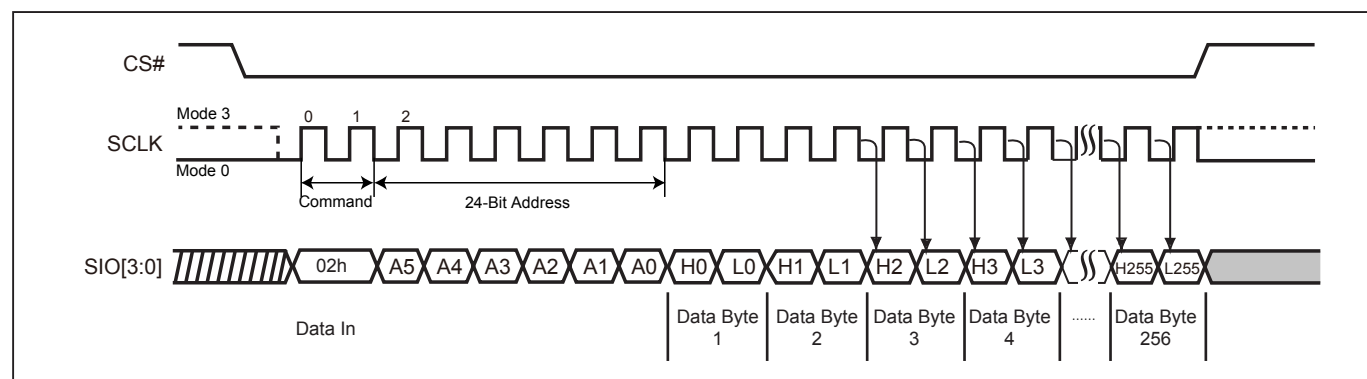 CS#
Mode 3
0 1 2
SCLK
Mode 0
Command
24-Bit Address
SIO[3:0]
02h A5 A4 A3 A2 A1 A0 H0 L0 H1 L1 H2 L2 H3 L3 H255 L255
Data In
Data Byte 1
Data Byte 2
Data Byte 3
Data Byte 4
......
Data Byte 256